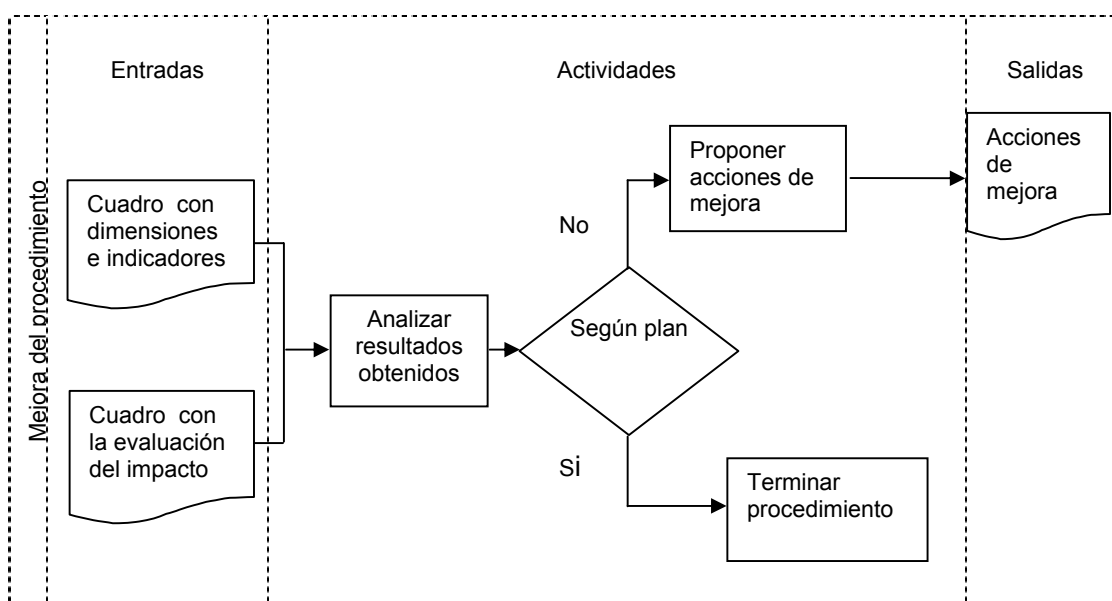 Entradas
Actividades
Salidas
Mejora del procedimiento
Cuadro con
dimensiones
e indicadores
Cuadro con
la evaluación
del impacto
Analizar
resultados
obtenidos
Según plan
No
Proponer
acciones de
mejora
Acciones
de
mejora
Sí
Terminar
procedimiento